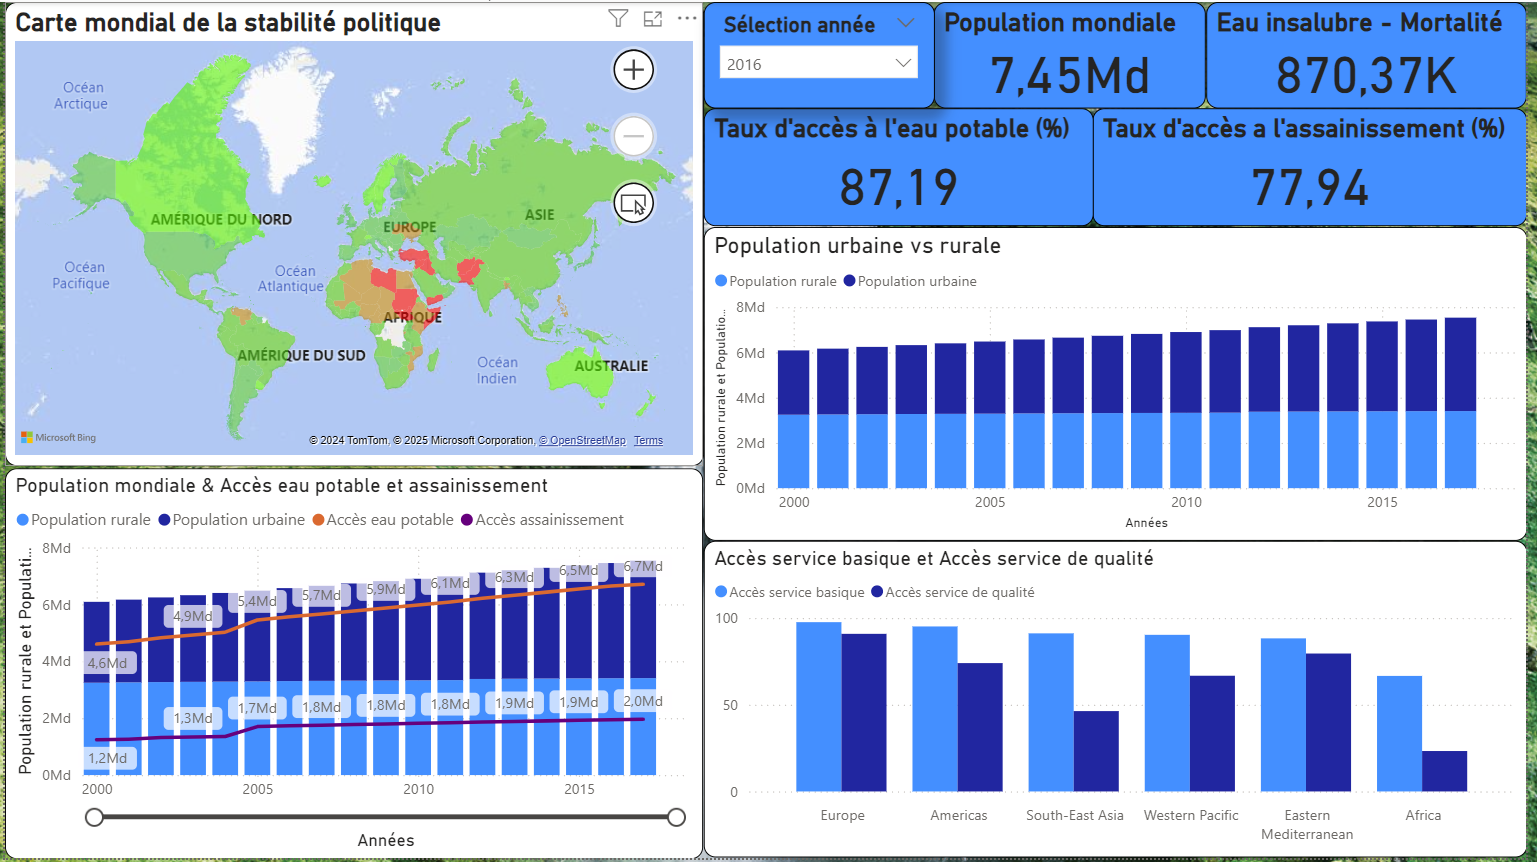 Carte mondial de la stabilité politique
Océan
Arctique
AMÉRIQUE DU NORD
EUROPE
ASIE
Océan
Pacifique
Océan
Atlantique
AFRIQUE
AMÉRIQUE DU SUD
Océan
Indien
AUSTRALIE
Microsoft Bing
© 2024 TomTom, © 2025 Microsoft Corporation, © OpenStreetMap Terms
Sélection année
2016
Population mondiale
7,45Md
Eau insalubre - Mortalité
870,37K
Taux d'accès à l'eau potable (%)
87,19
Taux d'accès a l'assainissement (%)
77,94
Population urbaine vs rurale
Population rurale Population urbaine
Population rurale et Populatio...
8Md
6Md
4Md
2Md
0Md
2000 2005 2010 2015
Années
Population mondiale & Accès eau potable et assainissement
Population rurale Population urbaine Accès eau potable Accès assainissement
Population rurale et Populati...
8Md
6Md
4Md
2Md
0Md
4,6Md 4,9Md 5,4Md 5,7Md 5,9Md 6,1Md 6,3Md 6,5Md 6,7Md
1,2Md 1,3Md 1,7Md 1,8Md 1,8Md 1,8Md 1,9Md 1,9Md 2,0Md
2000 2005 2010 2015
Années
Accès service basique et Accès service de qualité
Accès service basique Accès service de qualité
100
50
0
Europe Americas South-East Asia Western Pacific Eastern Africa
Mediterranean